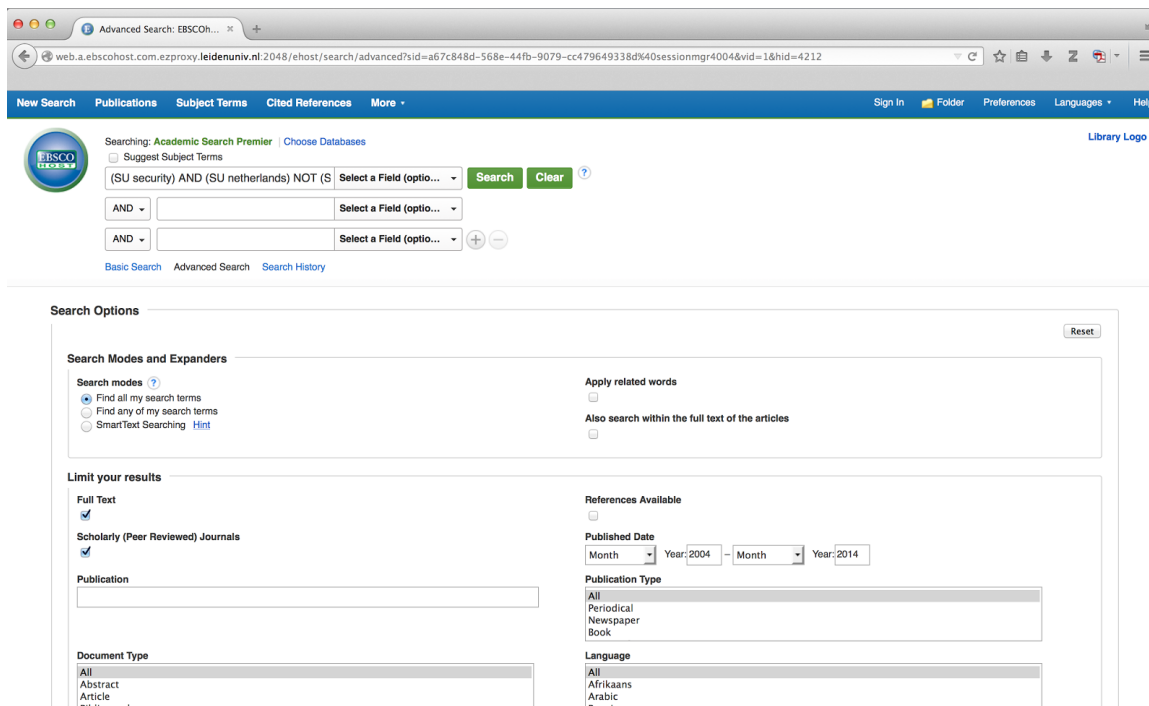 Advanced Search: EBSCOh... × +
web.a.ebscohost.com.ezproxy.leidenuniv.nl:2048/ehost/search/advanced?sid=a67c848d-568e-44fb-9079-cc479649338d%40sessionmgr4004&vid=1&hid=4212
New Search Publications Subject Terms Cited References More Sign In Folder Preferences Languages Hel
EBSCO HOST
Searching: Academic Search Premier | Choose Databases Library Logo
Suggest Subject Terms
(SU security) AND (SU netherlands) NOT (S Select a Field (optio... Search Clear ?
AND Select a Field (optio...
AND Select a Field (optio... + −
Basic Search Advanced Search Search History
Search Options
Reset
Search Modes and Expanders
Search modes ? Apply related words
Find all my search terms
Find any of my search terms Also search within the full text of the articles
SmartText Searching Hint
Limit your results
Full Text References Available
Scholarly (Peer Reviewed) Journals Published Date
Month Year: 2004 – Month Year: 2014
Publication Publication Type
All
Periodical
Newspaper
Book
Document Type Language
All All
Abstract Afrikaans
Article Arabic